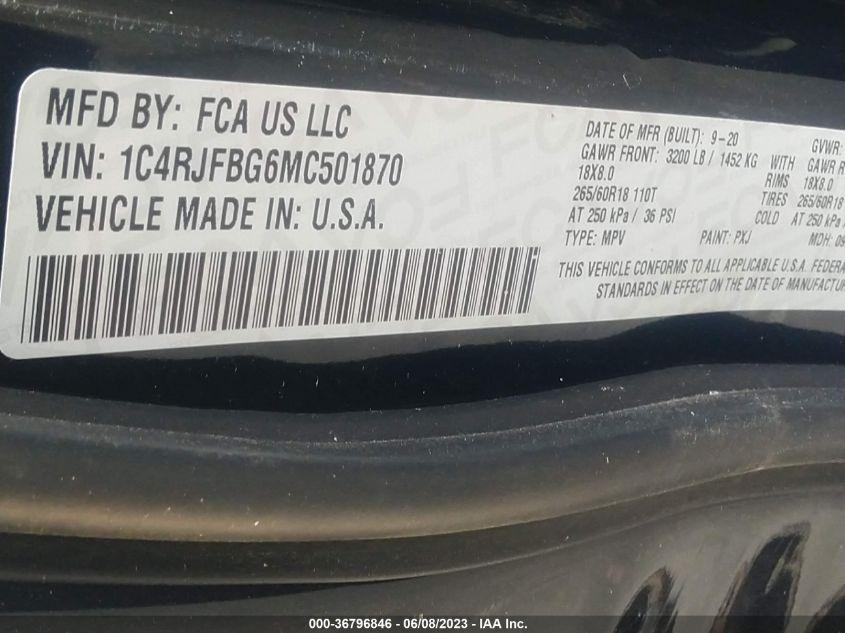 MFD BY: FCA US LLC
VIN: 1C4RJFBG6MC501870
VEHICLE MADE IN: U.S.A.
DATE OF MFR (BUILT): 9-20
GAWR FRONT: 3200 LB / 1452 KG WITH
18X8.0 RIMS
265/60R18 110T TIRES
AT 250 kPa / 36 PSI COLD
TYPE: MPV PAINT: PXJ
GVWR:
GAWR R
18X8.0
265/60R18
AT 250 kPa
MDH: 09
THIS VEHICLE CONFORMS TO ALL APPLICABLE U.S.A. FEDERA
STANDARDS IN EFFECT ON THE DATE OF MANUFACTUR
000-36796846 - 06/08/2023 - IAA Inc.